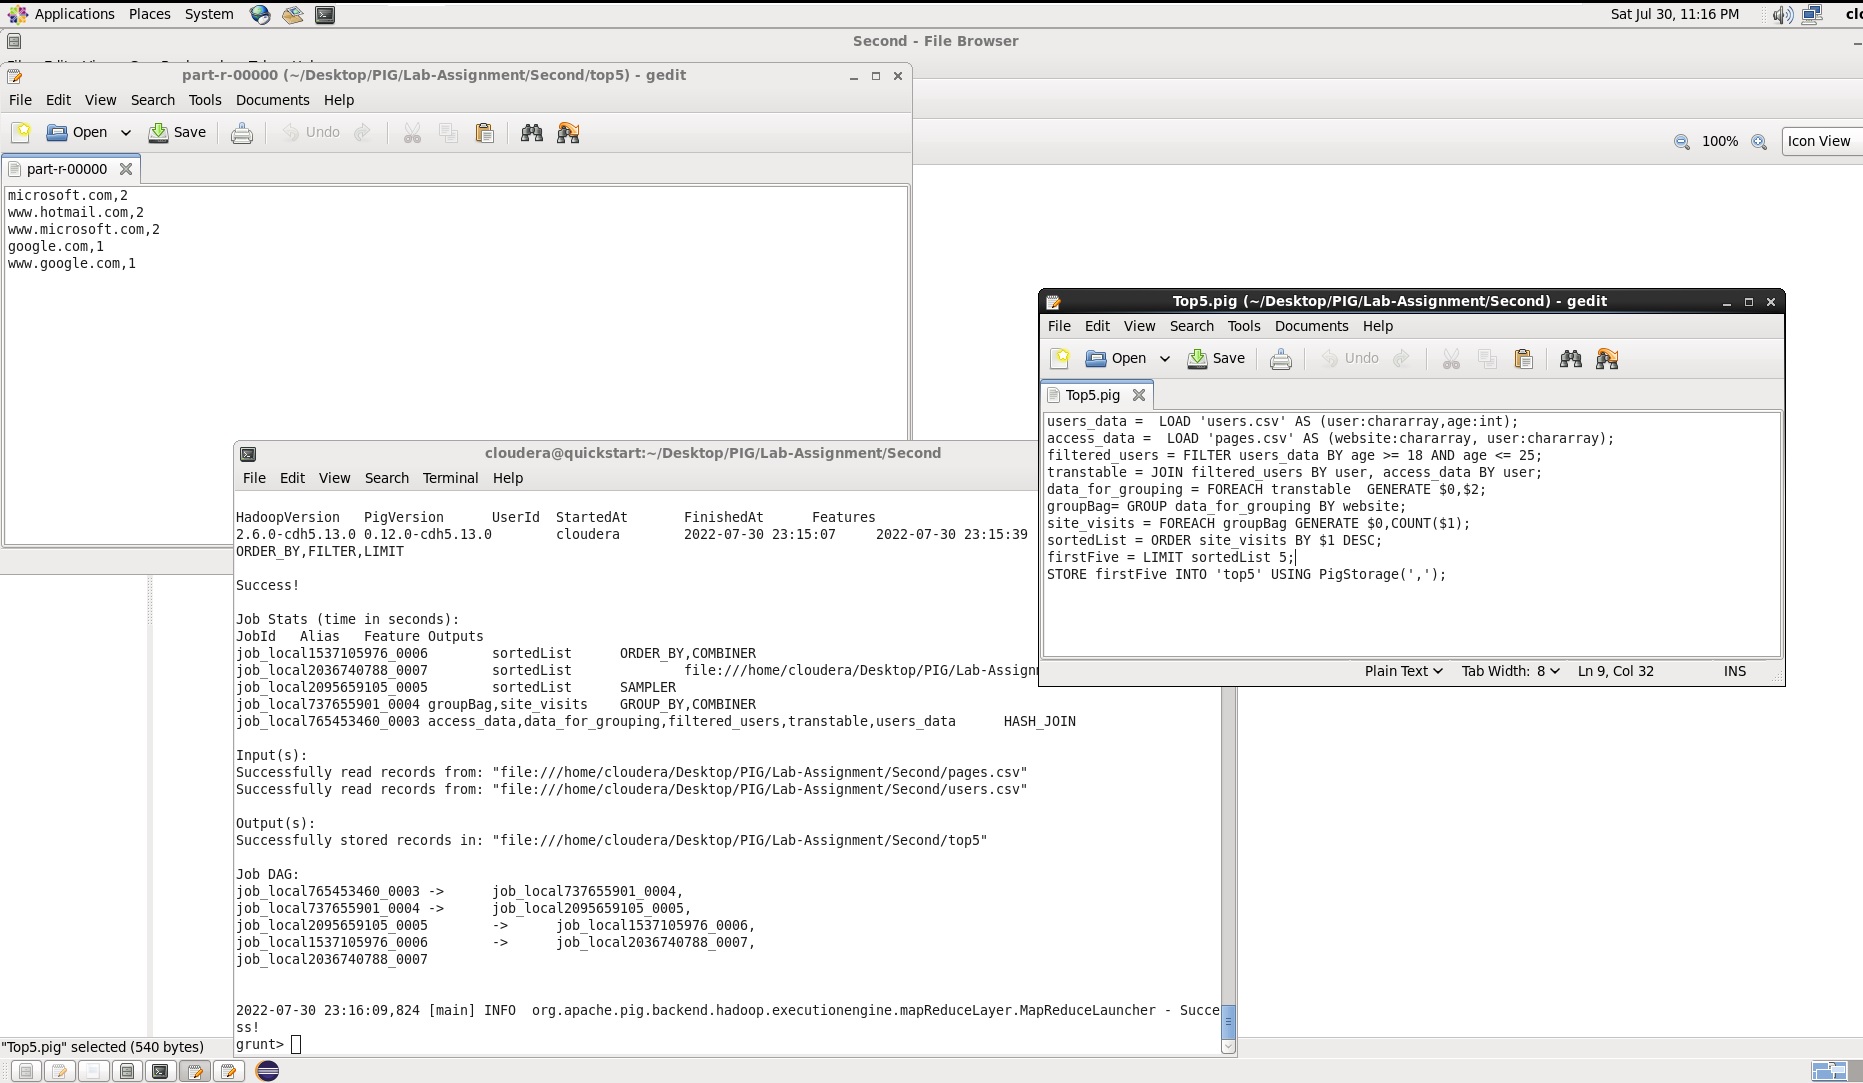 Applications Places System Sat Jul 30, 11:16 PM
Second - File Browser
part-r-00000 (~/Desktop/PIG/Lab-Assignment/Second/top5) - gedit
File Edit View Search Tools Documents Help
Open Save Undo
part-r-00000
microsoft.com,2
www.hotmail.com,2
www.microsoft.com,2
google.com,1
www.google.com,1
100% Icon View
Top5.pig (~/Desktop/PIG/Lab-Assignment/Second) - gedit
File Edit View Search Tools Documents Help
Open Save Undo
Top5.pig
users_data =  LOAD 'users.csv' AS (user:chararray,age:int);
access_data =  LOAD 'pages.csv' AS (website:chararray, user:chararray);
filtered_users = FILTER users_data BY age >= 18 AND age <= 25;
transtable = JOIN filtered_users BY user, access_data BY user;
data_for_grouping = FOREACH transtable  GENERATE $0,$2;
groupBag= GROUP data_for_grouping BY website;
site_visits = FOREACH groupBag GENERATE $0,COUNT($1);
sortedList = ORDER site_visits BY $1 DESC;
firstFive = LIMIT sortedList 5;
STORE firstFive INTO 'top5' USING PigStorage(',');
Plain Text Tab Width: 8 Ln 9, Col 32 INS
cloudera@quickstart:~/Desktop/PIG/Lab-Assignment/Second
File Edit View Search Terminal Help
HadoopVersion PigVersion UserId StartedAt FinishedAt Features
2.6.0-cdh5.13.0 0.12.0-cdh5.13.0 cloudera 2022-07-30 23:15:07 2022-07-30 23:15:39
ORDER_BY,FILTER,LIMIT
Success!
Job Stats (time in seconds):
JobId Alias Feature Outputs
job_local1537105976_0006 sortedList ORDER_BY,COMBINER
job_local2036740788_0007 sortedList file:///home/cloudera/Desktop/PIG/Lab-Assign
job_local2095659105_0005 sortedList SAMPLER
job_local737655901_0004 groupBag,site_visits GROUP_BY,COMBINER
job_local765453460_0003 access_data,data_for_grouping,filtered_users,transtable,users_data HASH_JOIN
Input(s):
Successfully read records from: "file:///home/cloudera/Desktop/PIG/Lab-Assignment/Second/pages.csv"
Successfully read records from: "file:///home/cloudera/Desktop/PIG/Lab-Assignment/Second/users.csv"
Output(s):
Successfully stored records in: "file:///home/cloudera/Desktop/PIG/Lab-Assignment/Second/top5"
Job DAG:
job_local765453460_0003 -> job_local737655901_0004,
job_local737655901_0004 -> job_local2095659105_0005,
job_local2095659105_0005 -> job_local1537105976_0006,
job_local1537105976_0006 -> job_local2036740788_0007,
job_local2036740788_0007
2022-07-30 23:16:09,824 [main] INFO  org.apache.pig.backend.hadoop.executionengine.mapReduceLayer.MapReduceLauncher - Succe
ss!
grunt>
"Top5.pig" selected (540 bytes)